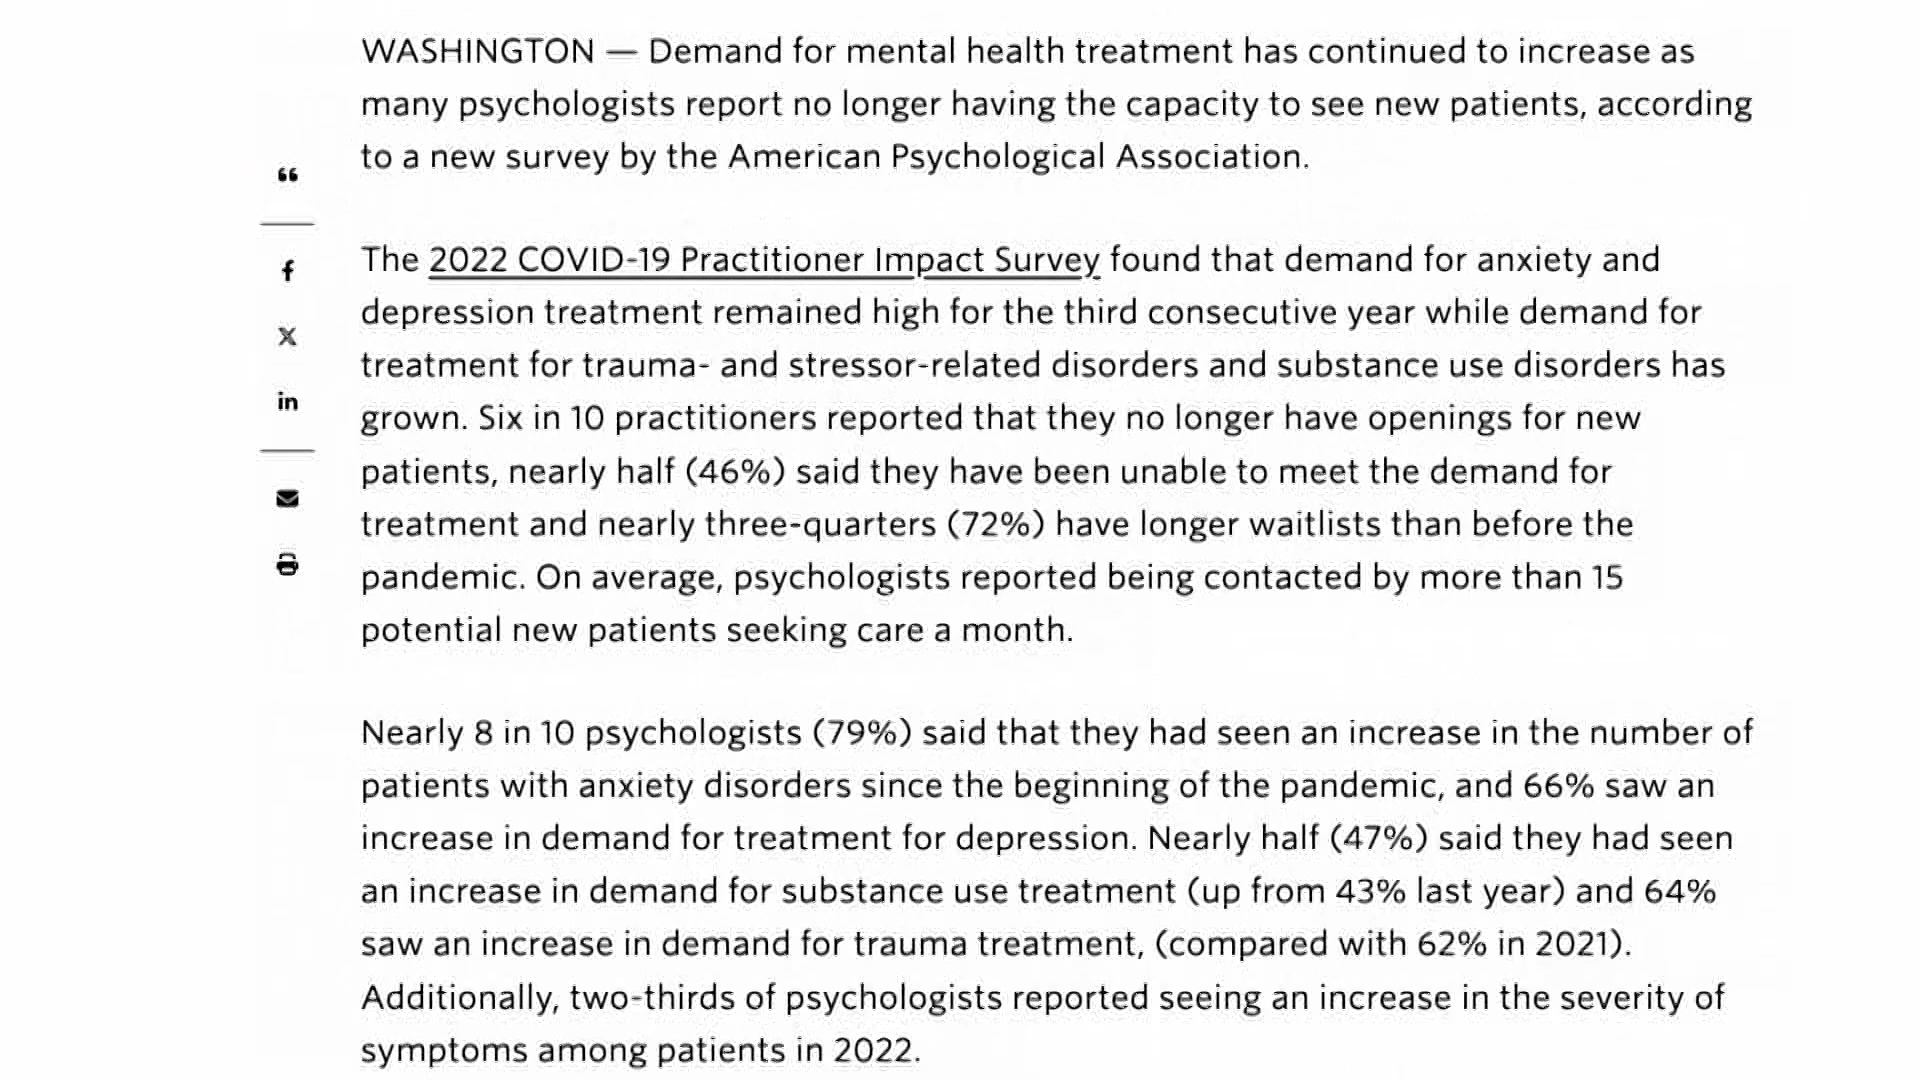 WASHINGTON — Demand for mental health treatment has continued to increase as
many psychologists report no longer having the capacity to see new patients, according
to a new survey by the American Psychological Association.
The 2022 COVID-19 Practitioner Impact Survey found that demand for anxiety and
depression treatment remained high for the third consecutive year while demand for
treatment for trauma- and stressor-related disorders and substance use disorders has
grown. Six in 10 practitioners reported that they no longer have openings for new
patients, nearly half (46%) said they have been unable to meet the demand for
treatment and nearly three-quarters (72%) have longer waitlists than before the
pandemic. On average, psychologists reported being contacted by more than 15
potential new patients seeking care a month.
Nearly 8 in 10 psychologists (79%) said that they had seen an increase in the number of
patients with anxiety disorders since the beginning of the pandemic, and 66% saw an
increase in demand for treatment for depression. Nearly half (47%) said they had seen
an increase in demand for substance use treatment (up from 43% last year) and 64%
saw an increase in demand for trauma treatment, (compared with 62% in 2021).
Additionally, two-thirds of psychologists reported seeing an increase in the severity of
symptoms among patients in 2022.